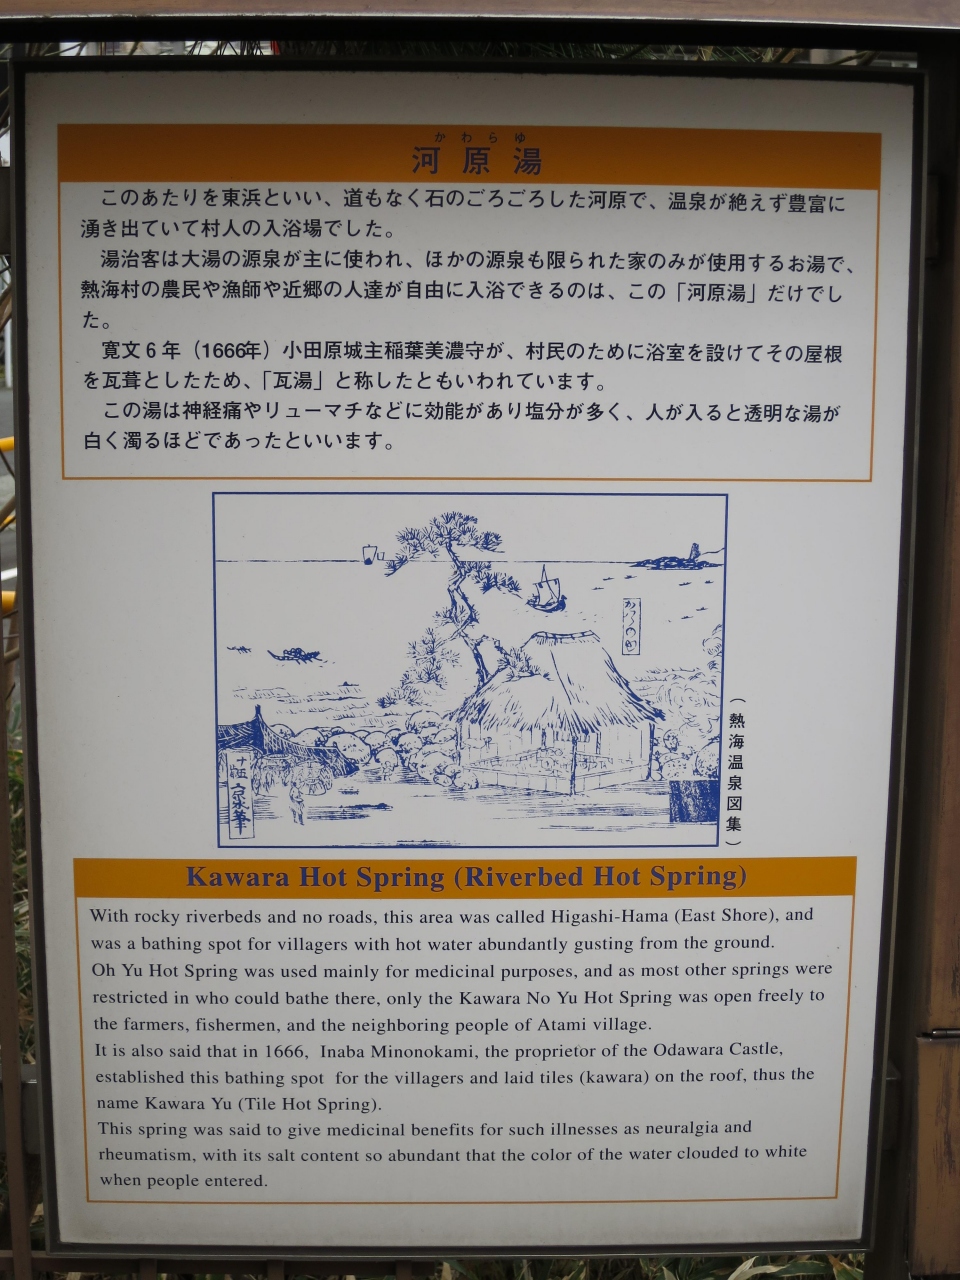 かわらゆ
河原湯
このあたりを東浜といい、道もなく石のごろごろした河原で、温泉が絶えず豊富に
湧き出ていて村人の入浴場でした。
湯治客は大湯の源泉が主に使われ、ほかの源泉も限られた家のみが使用するお湯で、
熱海村の農民や漁師や近郷の人達が自由に入浴できるのは、この「河原湯」だけでし
た。
寛文6年（1666年）小田原城主稲葉美濃守が、村民のために浴室を設けてその屋根
を瓦葺としたため、「瓦湯」と称したともいわれています。
この湯は神経痛やリューマチなどに効能があり塩分が多く、人が入ると透明な湯が
白く濁るほどであったといいます。
（熱海温泉図集）
Kawara Hot Spring (Riverbed Hot Spring)
With rocky riverbeds and no roads, this area was called Higashi-Hama (East Shore), and
was a bathing spot for villagers with hot water abundantly gusting from the ground.
Oh Yu Hot Spring was used mainly for medicinal purposes, and as most other springs were
restricted in who could bathe there, only the Kawara No Yu Hot Spring was open freely to
the farmers, fishermen, and the neighboring people of Atami village.
It is also said that in 1666, Inaba Minonokami, the proprietor of the Odawara Castle,
established this bathing spot for the villagers and laid tiles (kawara) on the roof, thus the
name Kawara Yu (Tile Hot Spring).
This spring was said to give medicinal benefits for such illnesses as neuralgia and
rheumatism, with its salt content so abundant that the color of the water clouded to white
when people entered.